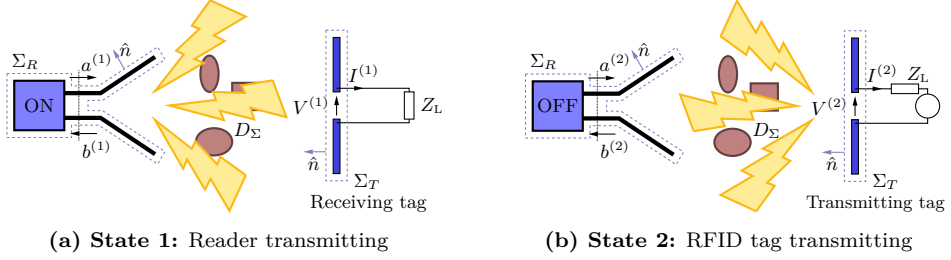 Σ_R
a^{(1)}
n̂
ON
b^{(1)}
D_Σ
V^{(1)}
I^{(1)}
Z_L
n̂
Σ_T
Receiving tag
(a) State 1: Reader transmitting
Σ_R
a^{(2)}
n̂
OFF
b^{(2)}
D_Σ
V^{(2)}
I^{(2)}
Z_L
n̂
Σ_T
Transmitting tag
(b) State 2: RFID tag transmitting